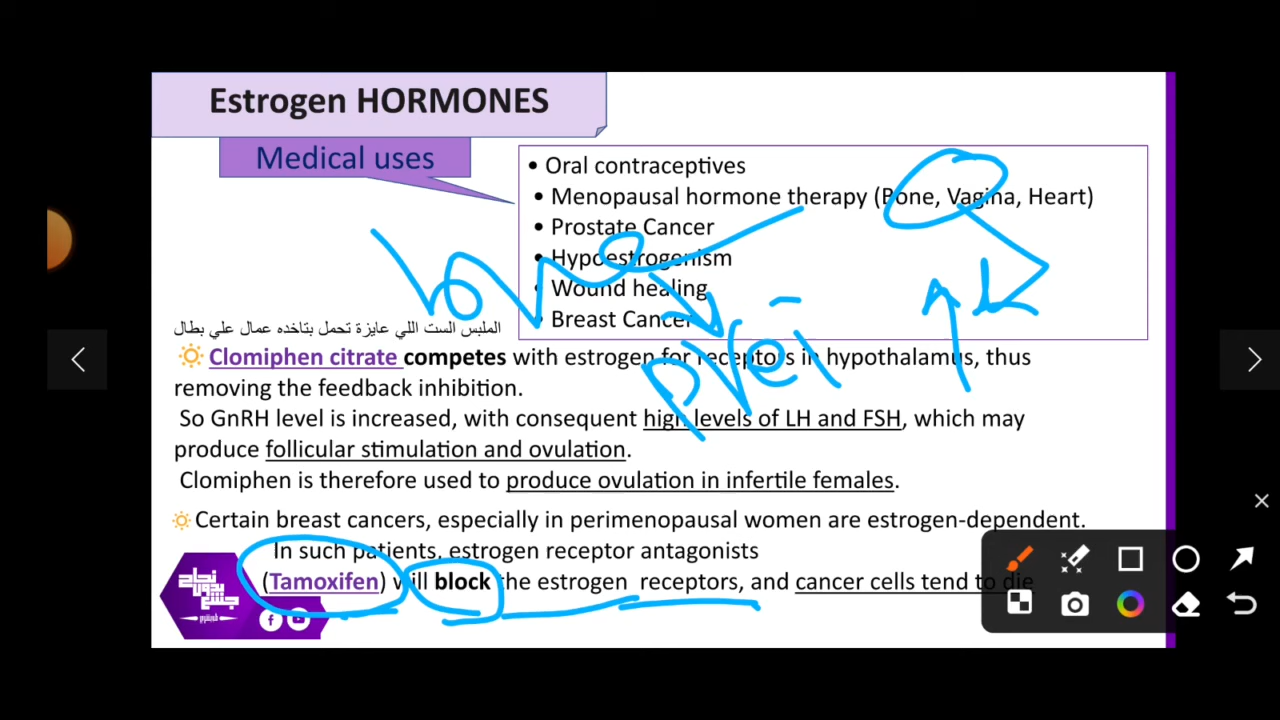 Estrogen HORMONES
Medical uses
• Oral contraceptives
• Menopausal hormone therapy (Bone, Vagina, Heart)
• Prostate Cancer
• Hypoestrogenism
• Wound healing
• Breast Cancer
الملبس الست اللي عايزة تحمل بتاخده عمال علي بطال
Clomiphen citrate competes with estrogen for receptors in hypothalamus, thus
removing the feedback inhibition.
So GnRH level is increased, with consequent high levels of LH and FSH, which may
produce follicular stimulation and ovulation.
Clomiphen is therefore used to produce ovulation in infertile females.
Certain breast cancers, especially in perimenopausal women are estrogen-dependent.
In such patients, estrogen receptor antagonists
(Tamoxifen) will block the estrogen receptors, and cancer cells tend to die